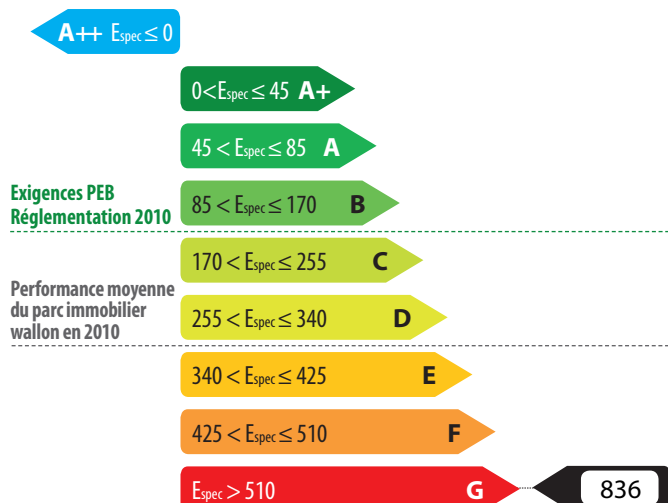 A++ Espec ≤ 0
0<Espec ≤ 45 A+
45 < Espec ≤ 85 A
Exigences PEB
Réglementation 2010
85 < Espec ≤ 170 B
170 < Espec ≤ 255 C
Performance moyenne
du parc immobilier
wallon en 2010
255 < Espec ≤ 340 D
340 < Espec ≤ 425 E
425 < Espec ≤ 510 F
Espec > 510 G 836